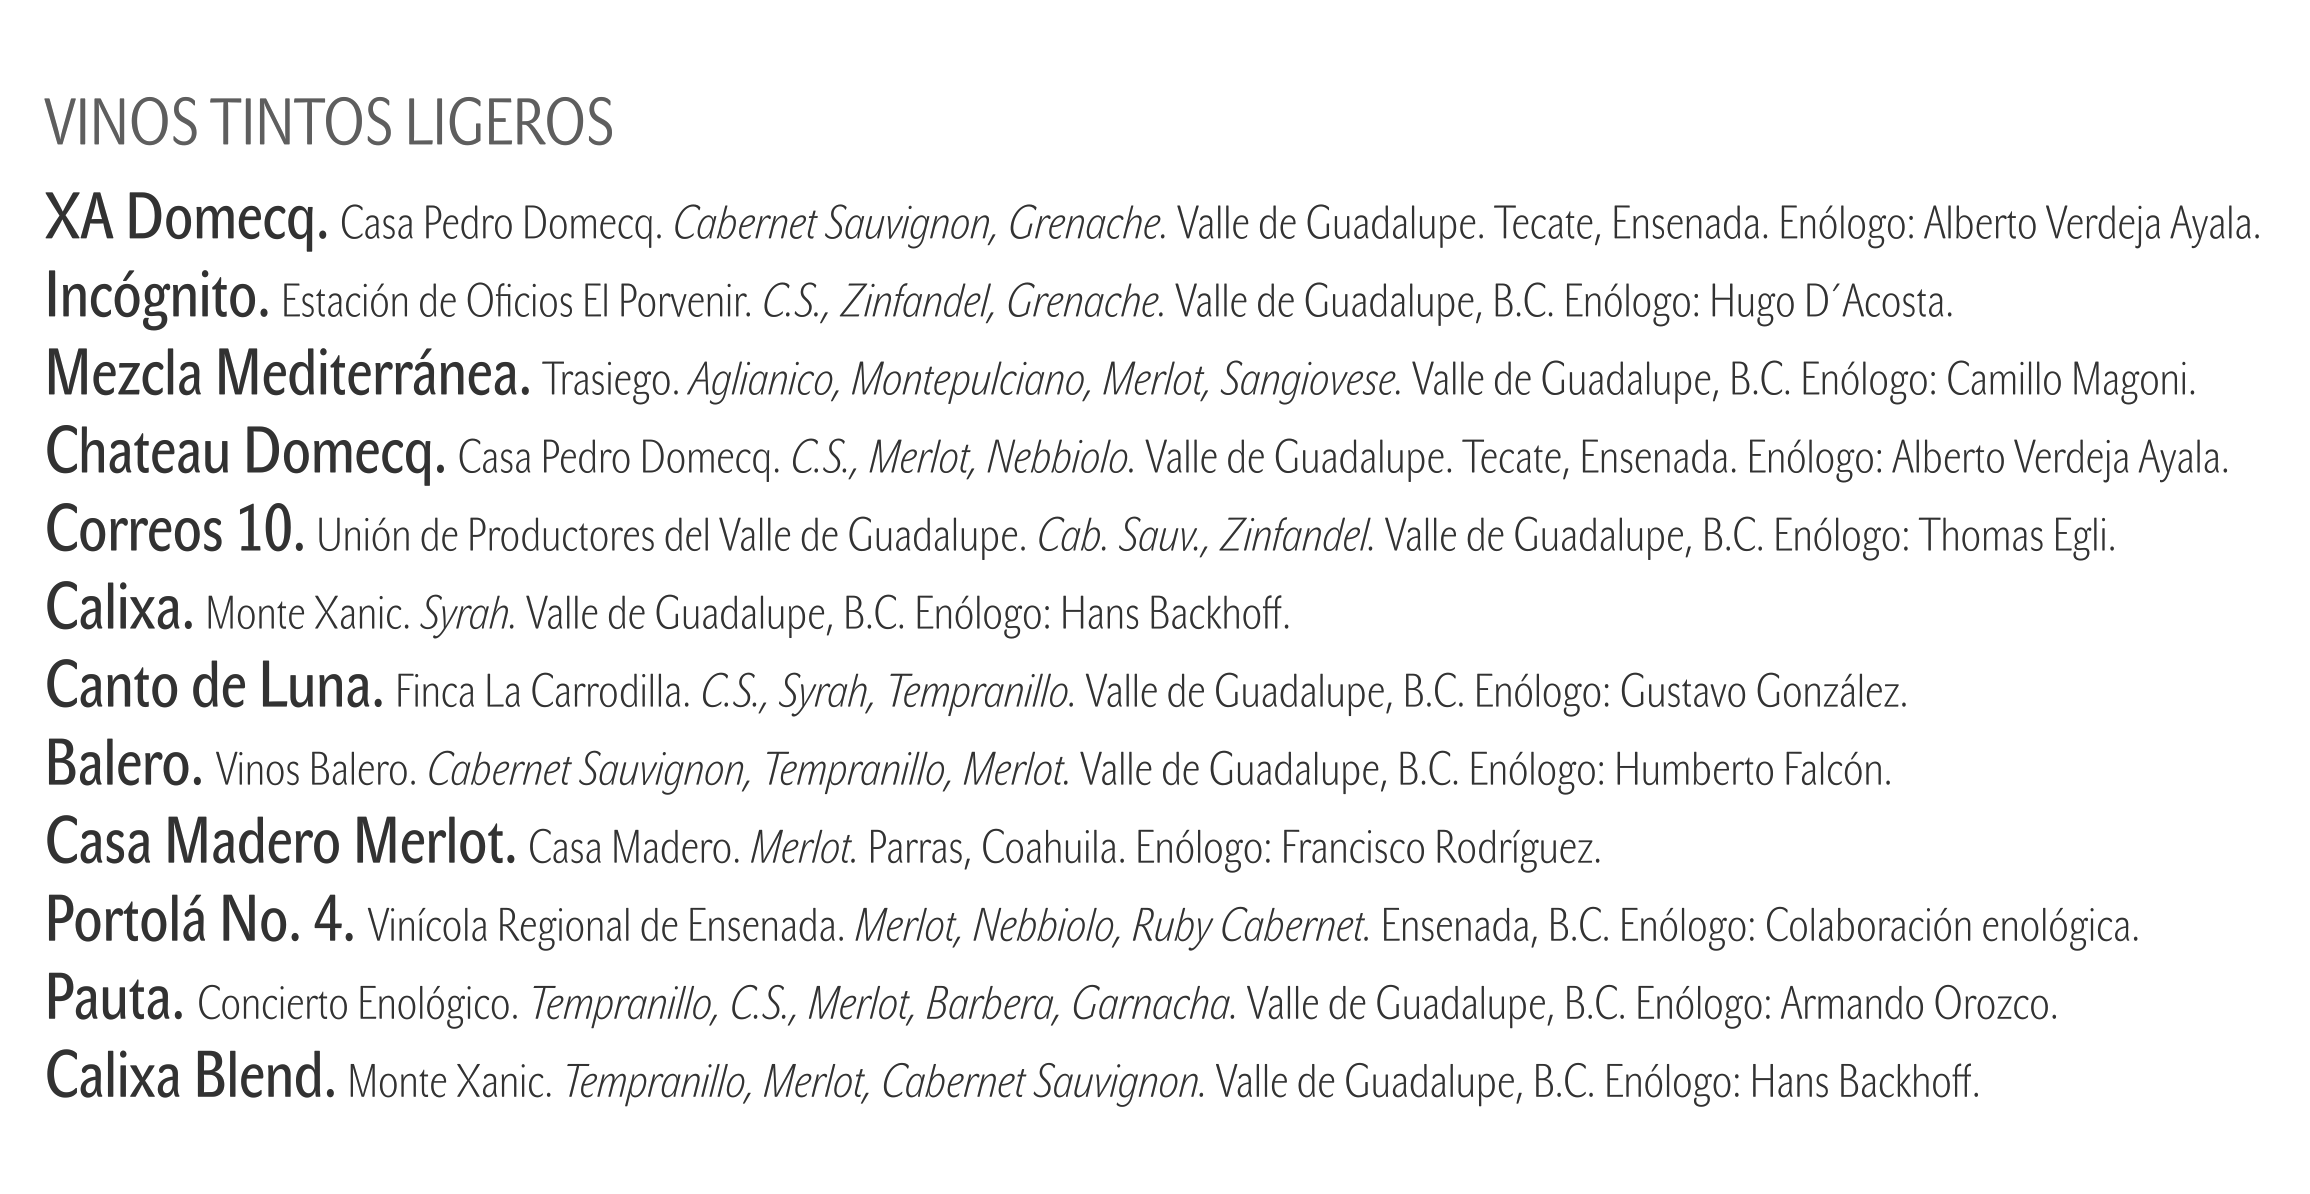 VINOS TINTOS LIGEROS
XA Domecq. Casa Pedro Domecq. Cabernet Sauvignon, Grenache. Valle de Guadalupe. Tecate, Ensenada. Enólogo: Alberto Verdeja Ayala.
Incógnito. Estación de Oficios El Porvenir. C.S., Zinfandel, Grenache. Valle de Guadalupe, B.C. Enólogo: Hugo D´Acosta.
Mezcla Mediterránea. Trasiego. Aglianico, Montepulciano, Merlot, Sangiovese. Valle de Guadalupe, B.C. Enólogo: Camillo Magoni.
Chateau Domecq. Casa Pedro Domecq. C.S., Merlot, Nebbiolo. Valle de Guadalupe. Tecate, Ensenada. Enólogo: Alberto Verdeja Ayala.
Correos 10. Unión de Productores del Valle de Guadalupe. Cab. Sauv., Zinfandel. Valle de Guadalupe, B.C. Enólogo: Thomas Egli.
Calixa. Monte Xanic. Syrah. Valle de Guadalupe, B.C. Enólogo: Hans Backhoff.
Canto de Luna. Finca La Carrodilla. C.S., Syrah, Tempranillo. Valle de Guadalupe, B.C. Enólogo: Gustavo González.
Balero. Vinos Balero. Cabernet Sauvignon, Tempranillo, Merlot. Valle de Guadalupe, B.C. Enólogo: Humberto Falcón.
Casa Madero Merlot. Casa Madero. Merlot. Parras, Coahuila. Enólogo: Francisco Rodríguez.
Portolá No. 4. Vinícola Regional de Ensenada. Merlot, Nebbiolo, Ruby Cabernet. Ensenada, B.C. Enólogo: Colaboración enológica.
Pauta. Concierto Enológico. Tempranillo, C.S., Merlot, Barbera, Garnacha. Valle de Guadalupe, B.C. Enólogo: Armando Orozco.
Calixa Blend. Monte Xanic. Tempranillo, Merlot, Cabernet Sauvignon. Valle de Guadalupe, B.C. Enólogo: Hans Backhoff.